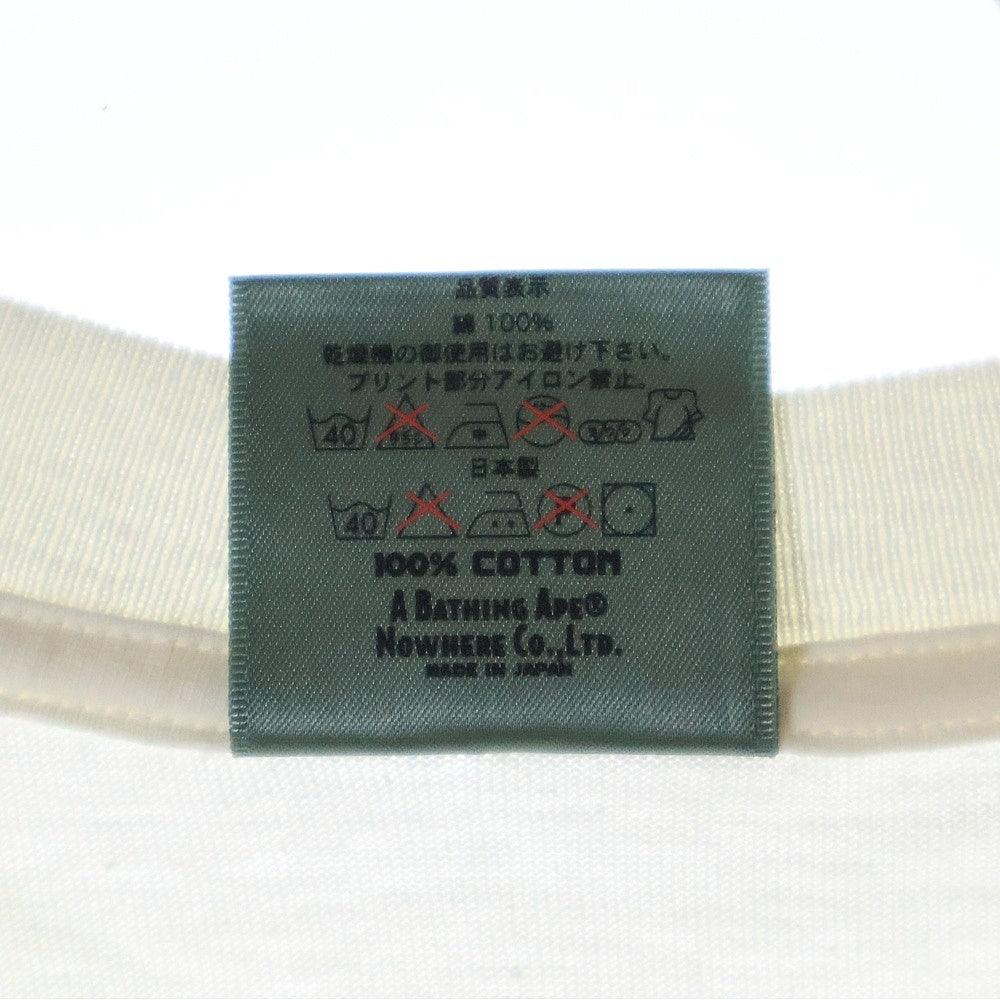 品質表示
綿 100%
乾燥機の御使用はお避け下さい。
プリント部分アイロン禁止。
40 中
日本製
40 P
100% COTTON
A BATHING APE®
NOWHERE CO., LTD.
MADE IN JAPAN